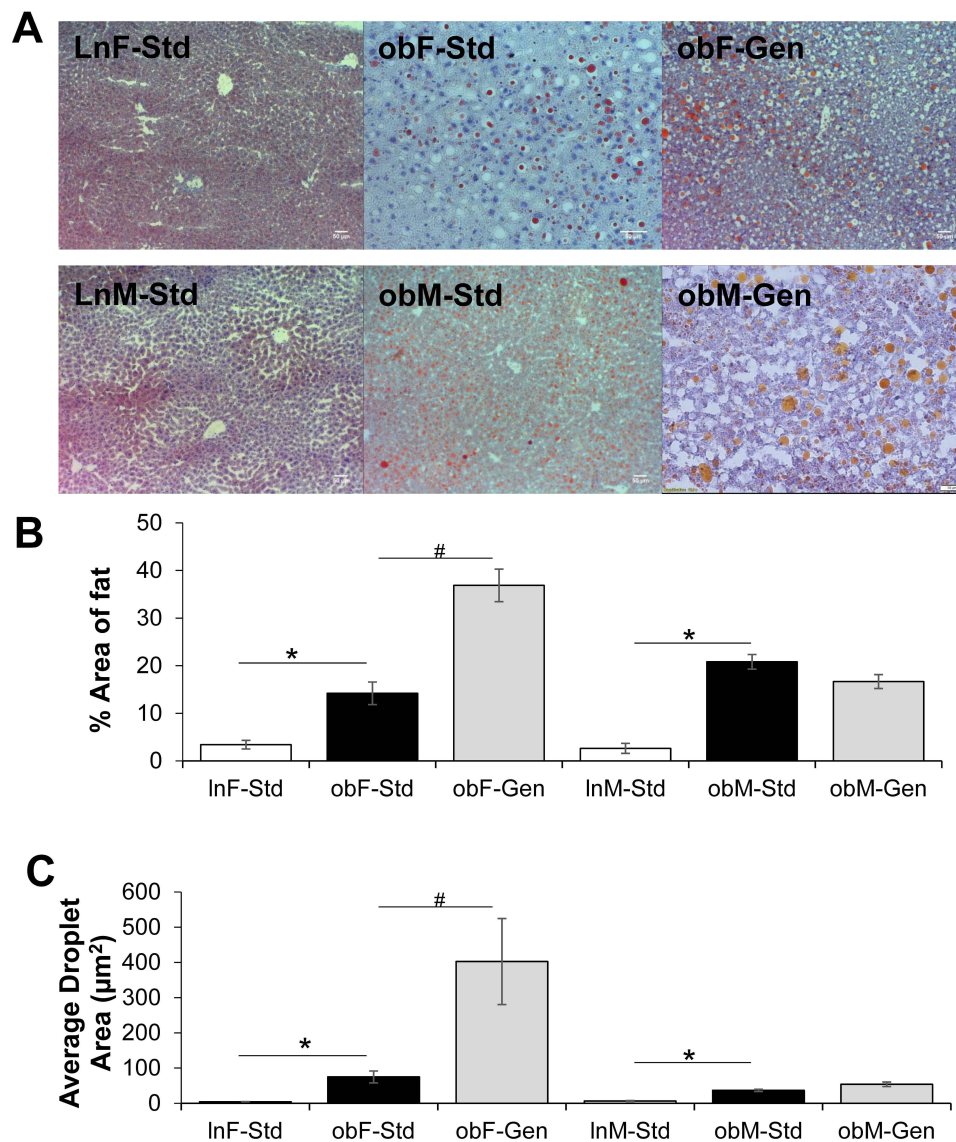 A
LnF-Std obF-Std obF-Gen
50 µm
LnM-Std obM-Std obM-Gen
B
% Area of fat
50
40
30
20
10
0
*
#
*
lnF-Std obF-Std obF-Gen lnM-Std obM-Std obM-Gen
C
Average Droplet
Area (µm²)
600
500
400
300
200
100
0
*
#
*
lnF-Std obF-Std obF-Gen lnM-Std obM-Std obM-Gen